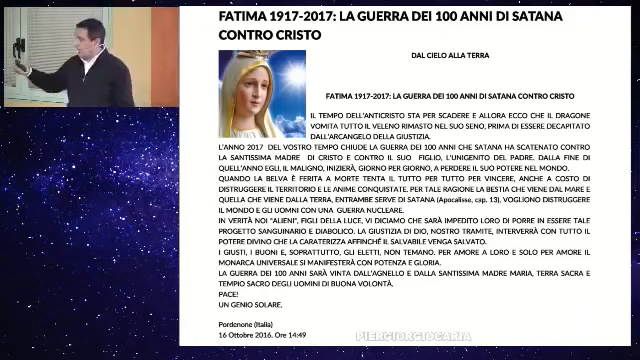 FATIMA 1917-2017: LA GUERRA DEI 100 ANNI DI SATANA
CONTRO CRISTO
DAL CIELO ALLA TERRA
FATIMA 1917-2017: LA GUERRA DEI 100 ANNI DI SATANA CONTRO CRISTO
IL TEMPO DELL'ANTICRISTO STA PER SCADERE E ALLORA ECCO CHE IL DRAGONE
VOMITA TUTTO IL VELENO RIMASTO NEL SUO SENO, PRIMA DI ESSERE DECAPITATO
DALL'ARCANGELO DELLA GIUSTIZIA.
L'ANNO 2017 DEL VOSTRO TEMPO CHIUDE LA GUERRA DEI 100 ANNI CHE SATANA HA SCATENATO CONTRO
LA SANTISSIMA MADRE DI CRISTO E CONTRO IL SUO FIGLIO, L'UNIGENITO DEL PADRE. DALLA FINE DI
QUELL'ANNO EGLI, IL MALIGNO, INIZIERÀ, GIORNO PER GIORNO, A PERDERE IL SUO POTERE NEL MONDO.
QUANDO LA BELVA È FERITA A MORTE TENTA IL TUTTO PER TUTTO PER VINCERE, ANCHE A COSTO DI
DISTRUGGERE IL TERRITORIO E LE ANIME CONQUISTATE. PER TALE RAGIONE LA BESTIA CHE VIENE DAL MARE E
QUELLA CHE VIENE DALLA TERRA, ENTRAMBE SERVE DI SATANA (Apocalisse, cap. 13), VOGLIONO DISTRUGGERE
IL MONDO E GLI UOMNI CON UNA GUERRA NUCLEARE.
IN VERITÀ NOI "ALIENI", FIGLI DELLA LUCE, VI DICIAMO CHE SARÀ IMPEDITO LORO DI PORRE IN ESSERE TALE
PROGETTO SANGUINARIO E DIABOLICO. LA GIUSTIZIA DI DIO, NOSTRO TRAMITE, INTERVERRÀ CON TUTTO IL
POTERE DIVINO CHE LA CARATERIZZA AFFINCHÉ IL SALVABILE VENGA SALVATO.
I GIUSTI, I BUONI E, SOPRATTUTTO, GLI ELETTI, NON TEMANO. PER AMORE A LORO E SOLO PER AMORE IL
MONARCA UNIVERSALE SI MANIFESTERÀ CON POTENZA E GLORIA.
LA GUERRA DEI 100 ANNI SARÀ VINTA DALL'AGNELLO E DALLA SANTISSIMA MADRE MARIA, TERRA SACRA E
TEMPIO SACRO DEGLI UOMINI DI BUONA VOLONTÀ.
PACE!
UN GENIO SOLARE.
Pordenone (Italia)
16 Ottobre 2016. Ore 14:49
PIERGIORGIOCARIA